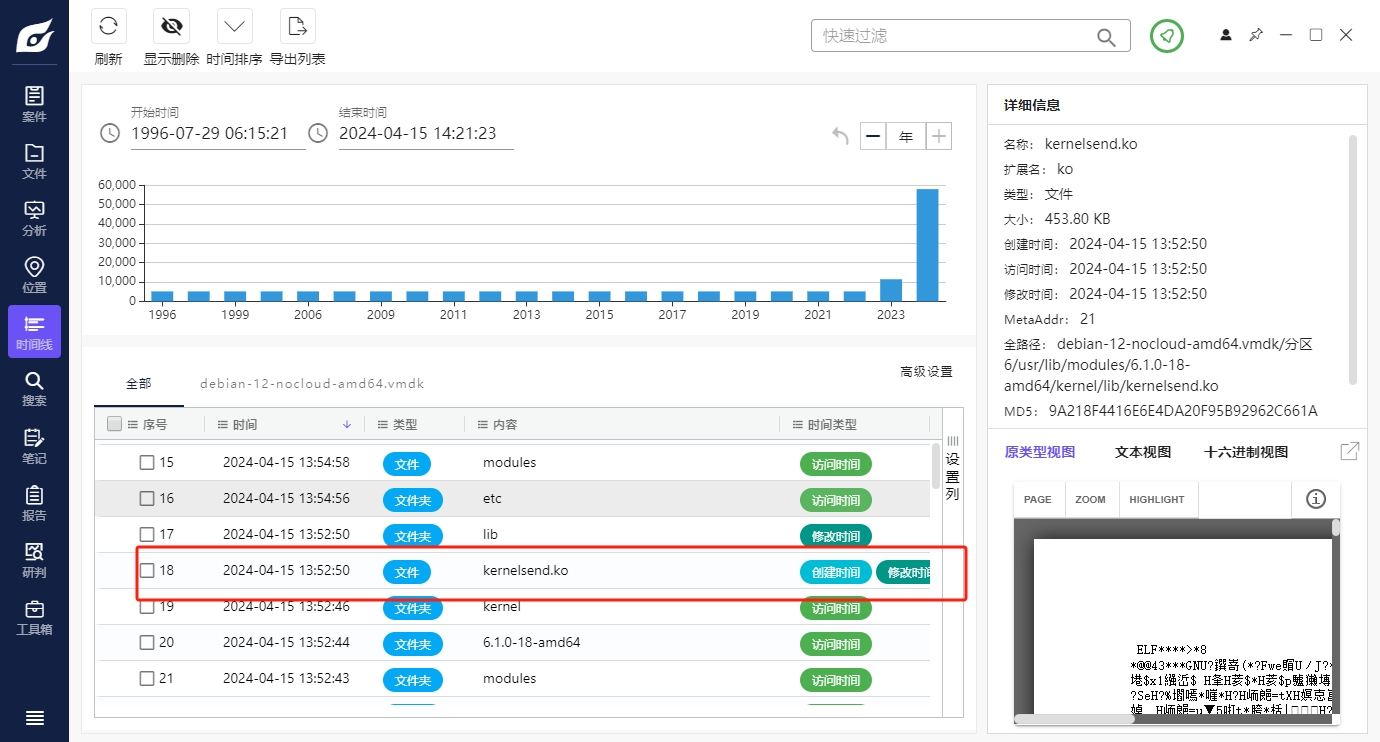 刷新
显示删除
时间排序
导出列表
快速过滤
案件
文件
分析
位置
时间线
搜索
笔记
报告
研判
工具箱
开始时间
1996-07-29 06:15:21
结束时间
2024-04-15 14:21:23
年
60,000
50,000
40,000
30,000
20,000
10,000
0
1996 1999 2006 2009 2011 2013 2015 2017 2019 2021 2023
全部
debian-12-nocloud-amd64.vmdk
高级设置
序号 时间 类型 内容 时间类型
设置列
15 2024-04-15 13:54:58 文件 modules 访问时间
16 2024-04-15 13:54:56 文件夹 etc 访问时间
17 2024-04-15 13:52:50 文件夹 lib 修改时间
18 2024-04-15 13:52:50 文件 kernelsend.ko 创建时间 修改时间
19 2024-04-15 13:52:46 文件夹 kernel 访问时间
20 2024-04-15 13:52:44 文件夹 6.1.0-18-amd64 访问时间
21 2024-04-15 13:52:43 文件夹 modules 访问时间
详细信息
名称: kernelsend.ko
扩展名: ko
类型: 文件
大小: 453.80 KB
创建时间: 2024-04-15 13:52:50
访问时间: 2024-04-15 13:52:50
修改时间: 2024-04-15 13:52:50
MetaAddr: 21
全路径: debian-12-nocloud-amd64.vmdk/分区
6/usr/lib/modules/6.1.0-18-
amd64/kernel/lib/kernelsend.ko
MD5: 9A218F4416E6E4DA20F95B92962C661A
原类型视图
文本视图
十六进制视图
PAGE
ZOOM
HIGHLIGHT
ELF****>*8